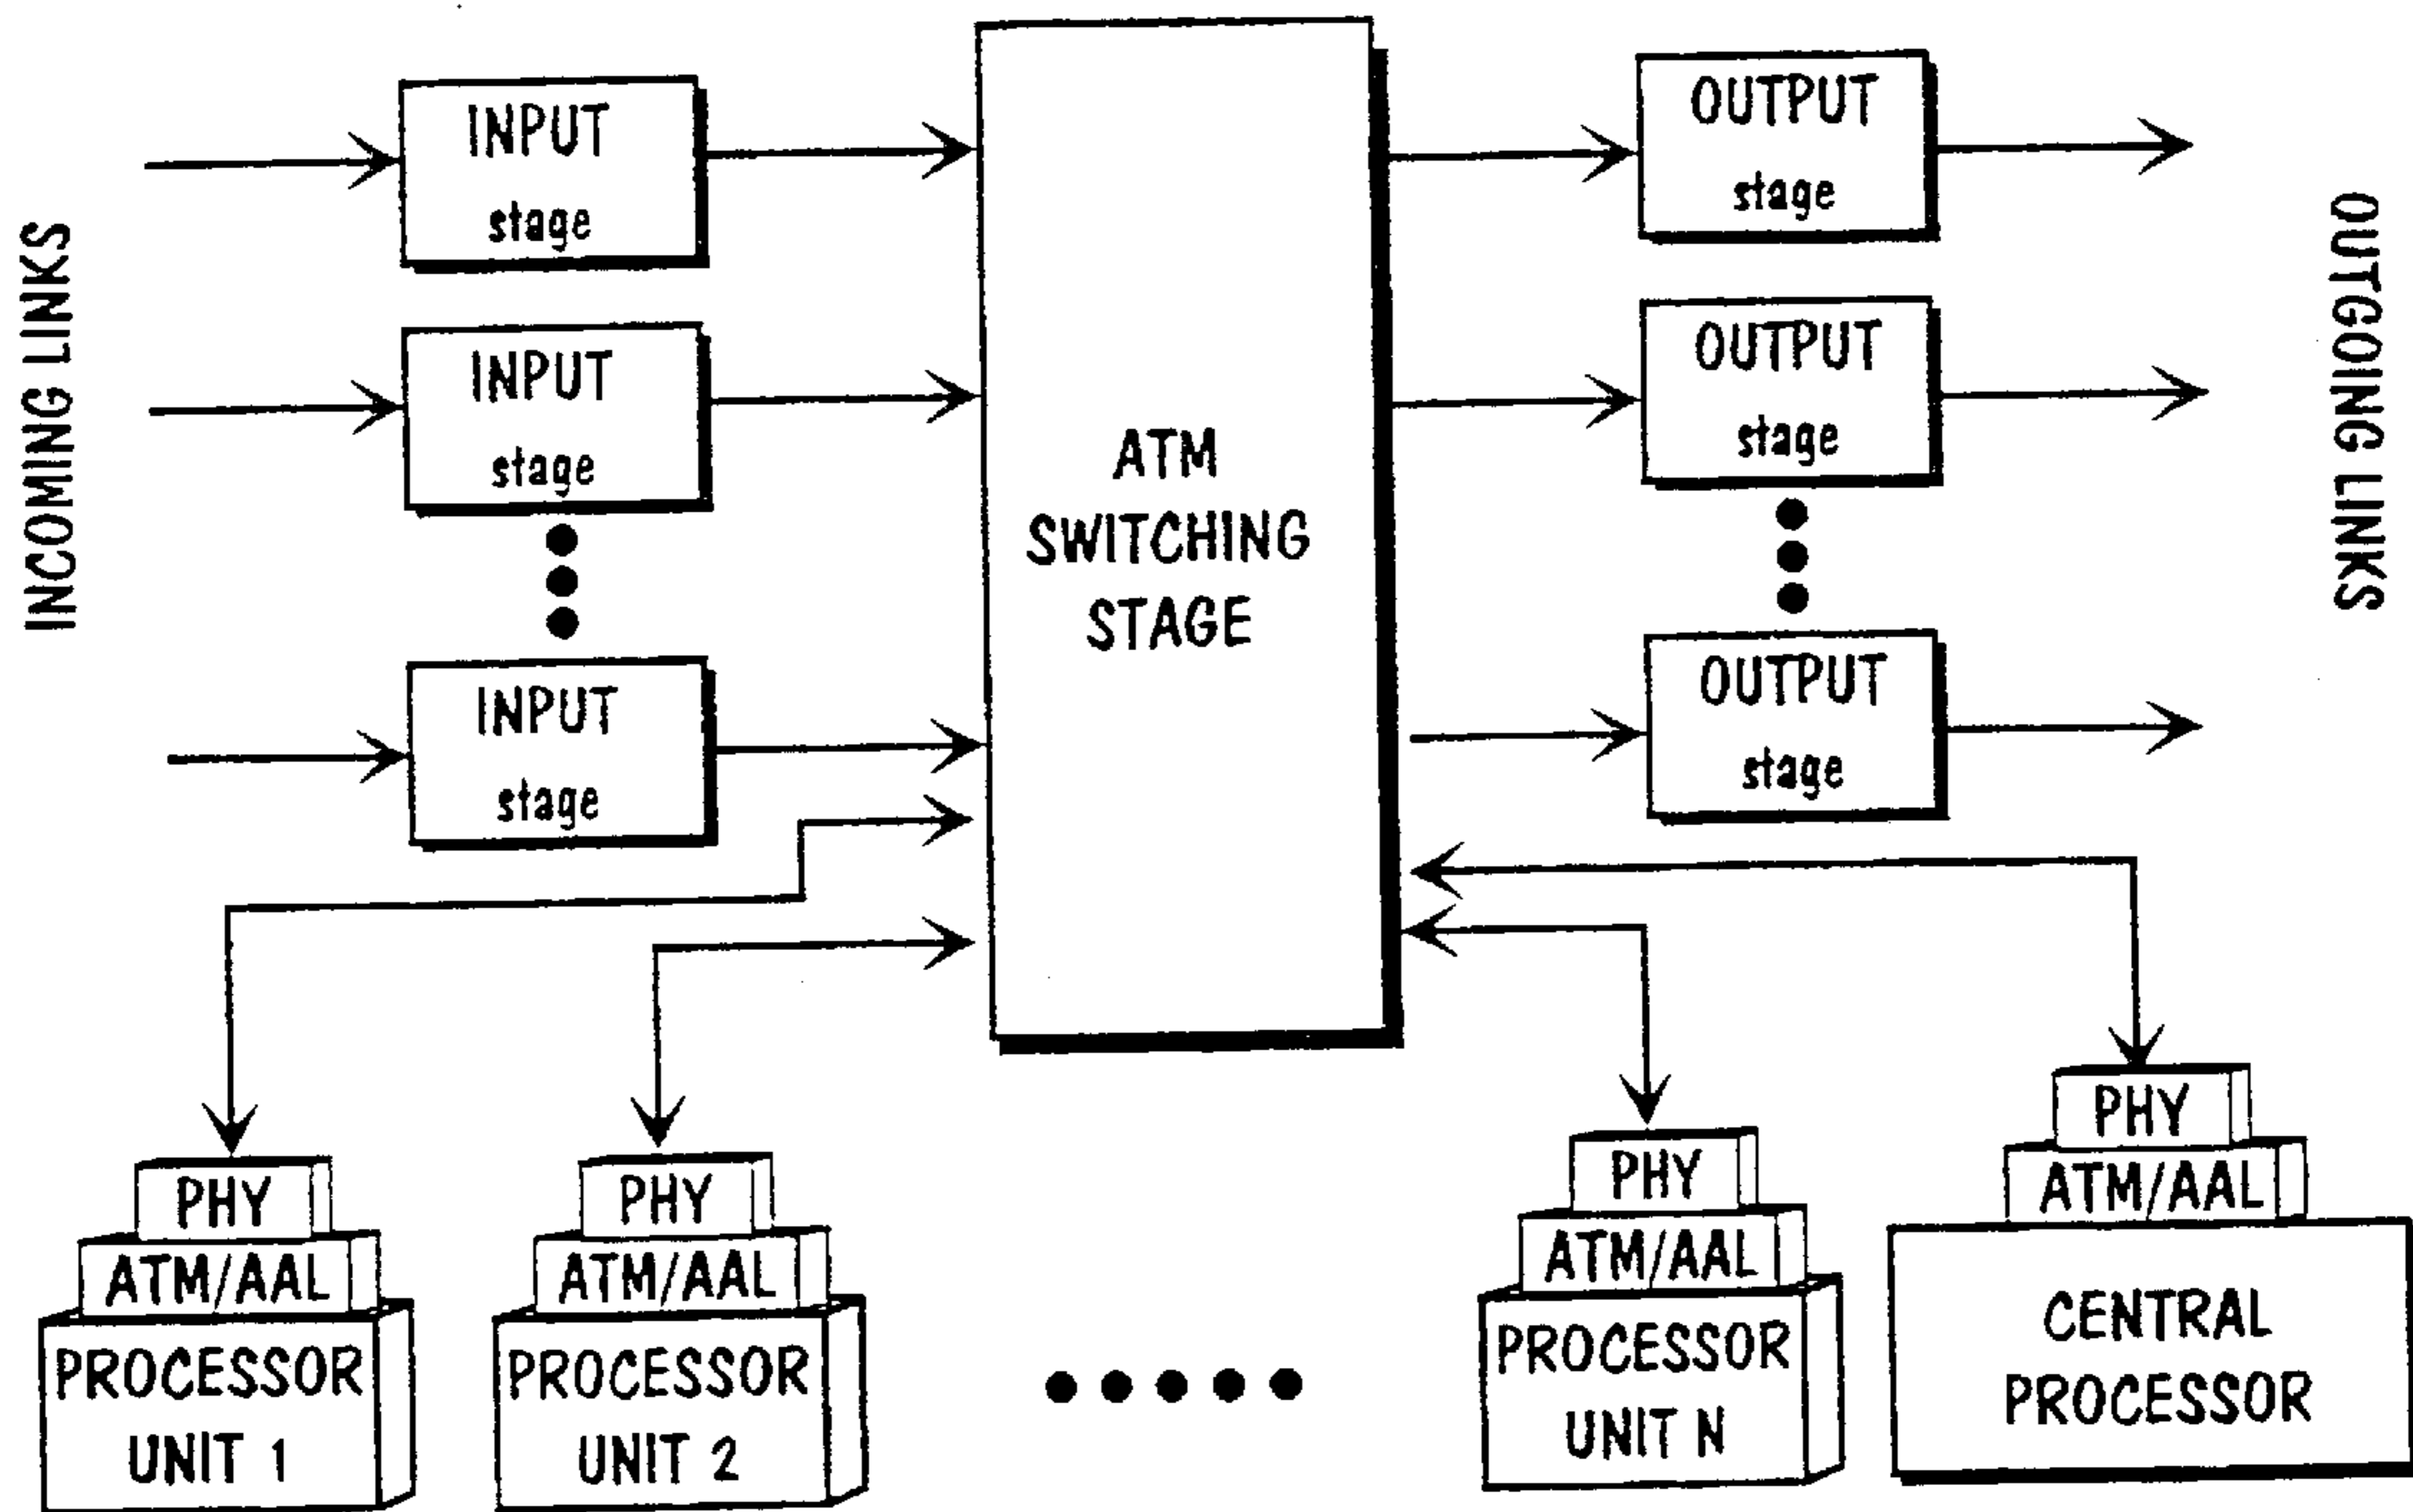 INCOMING LINKS
INPUT
stage
INPUT
stage
INPUT
stage
ATM
SWITCHING
STAGE
OUTPUT
stage
OUTPUT
stage
OUTPUT
stage
OUTGOING LINKS
PHY
ATM/AAL
PROCESSOR
UNIT 1
PHY
ATM/AAL
PROCESSOR
UNIT 2
PHY
ATM/AAL
PROCESSOR
UNIT N
PHY
ATM/AAL
CENTRAL
PROCESSOR